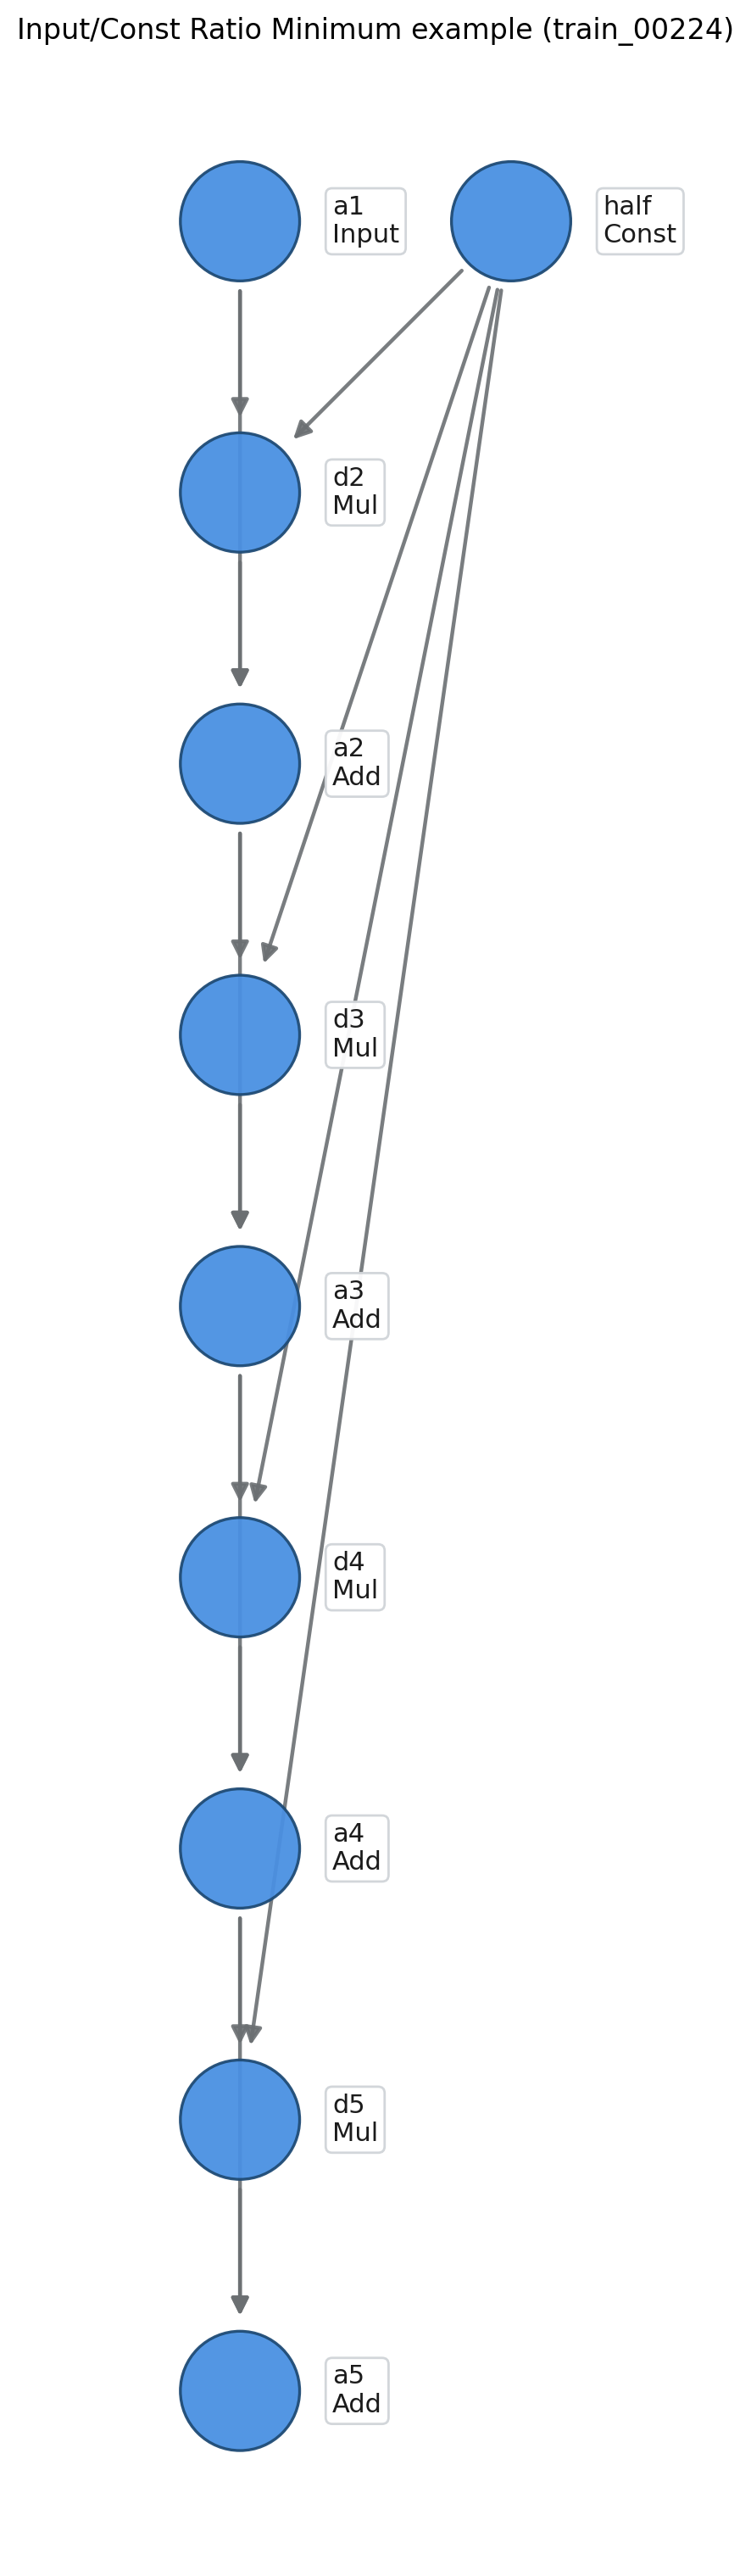 Input/Const Ratio Minimum example (train_00224)
a1
Input
half
Const
d2
Mul
a2
Add
d3
Mul
a3
Add
d4
Mul
a4
Add
d5
Mul
a5
Add